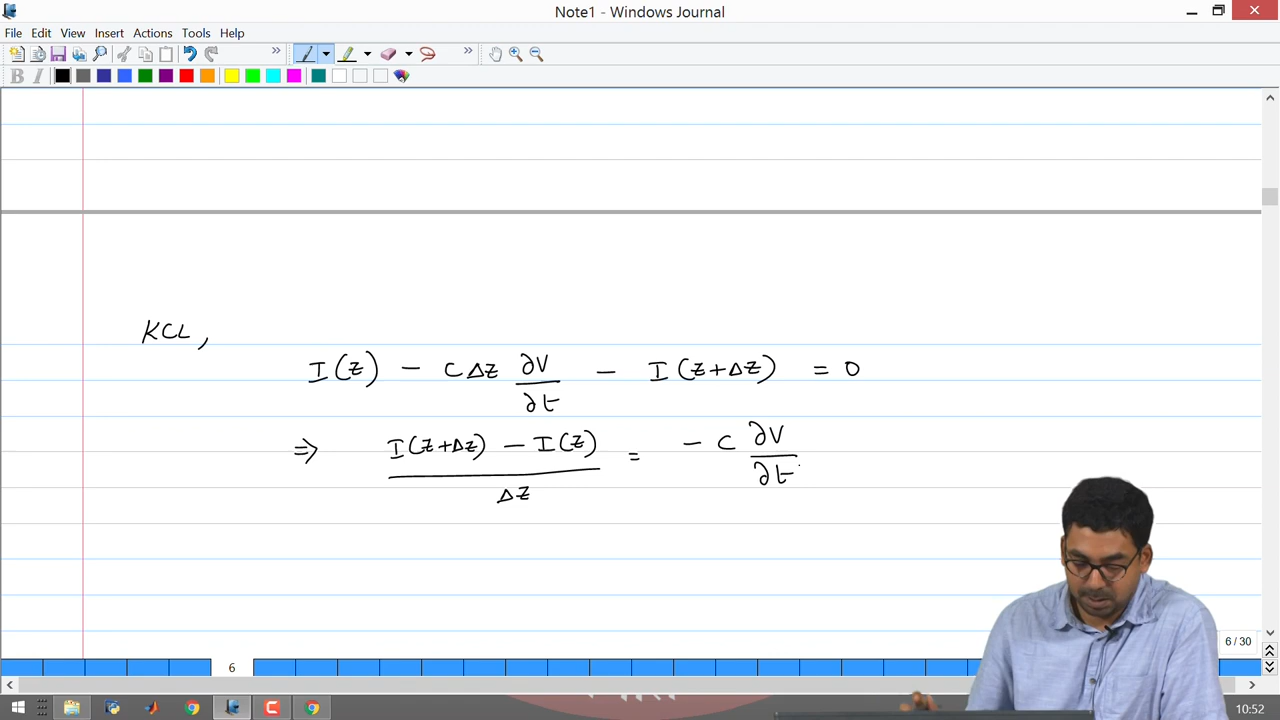 Note1 - Windows Journal
File Edit View Insert Actions Tools Help
KCL,
I(z) - C Δz ∂V/∂t - I(z+Δz) = 0
⇒ (I(z+Δz) - I(z))/Δz = - C ∂V/∂t
6 / 30
6
10:52